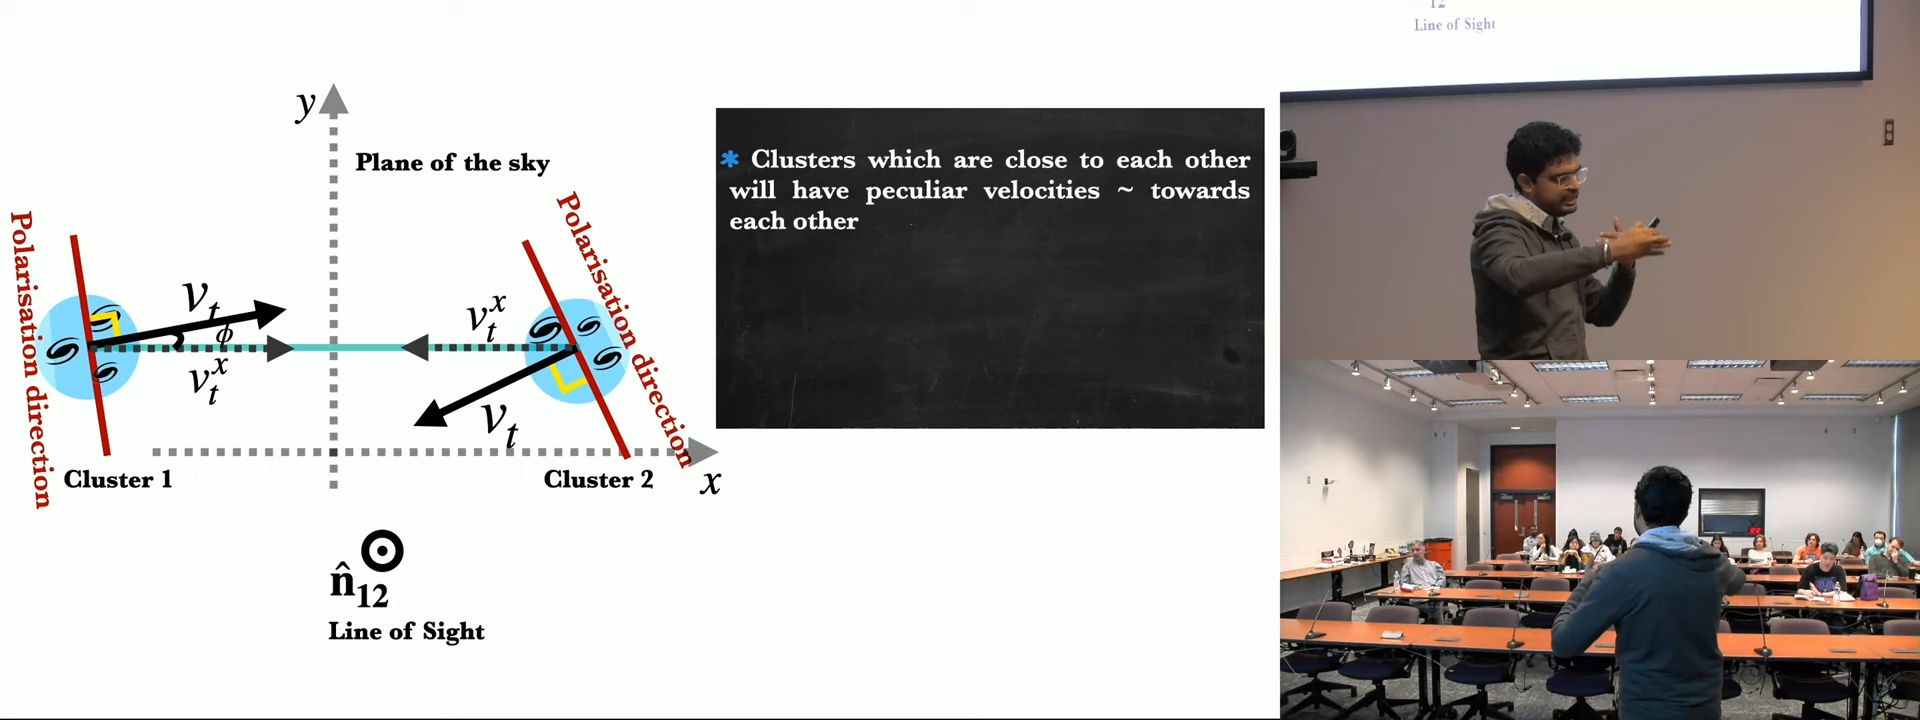 y
Plane of the sky
Clusters which are close to each other
will have peculiar velocities ~ towards
each other
Polarisation direction
Polarisation direction
v_t
ϕ
v_t^x
v_t^x
v_t
Cluster 1
Cluster 2
x
n̂_12
Line of Sight
12
Line of Sight